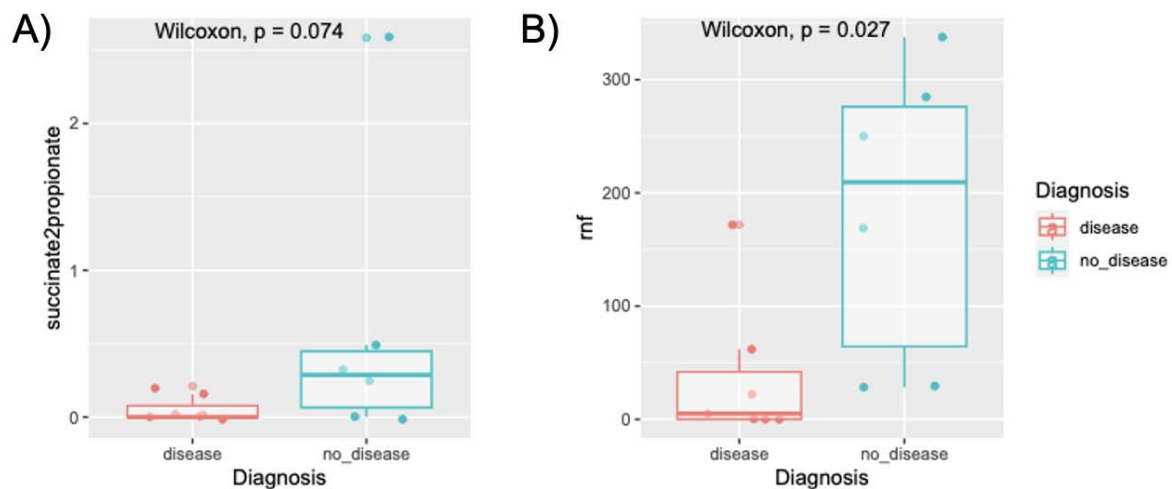 A)
Wilcoxon, p = 0.074
succinate2propionate
2
1
0
disease
no_disease
Diagnosis
B)
Wilcoxon, p = 0.027
rnf
300
200
100
0
disease
no_disease
Diagnosis
Diagnosis
disease
no_disease